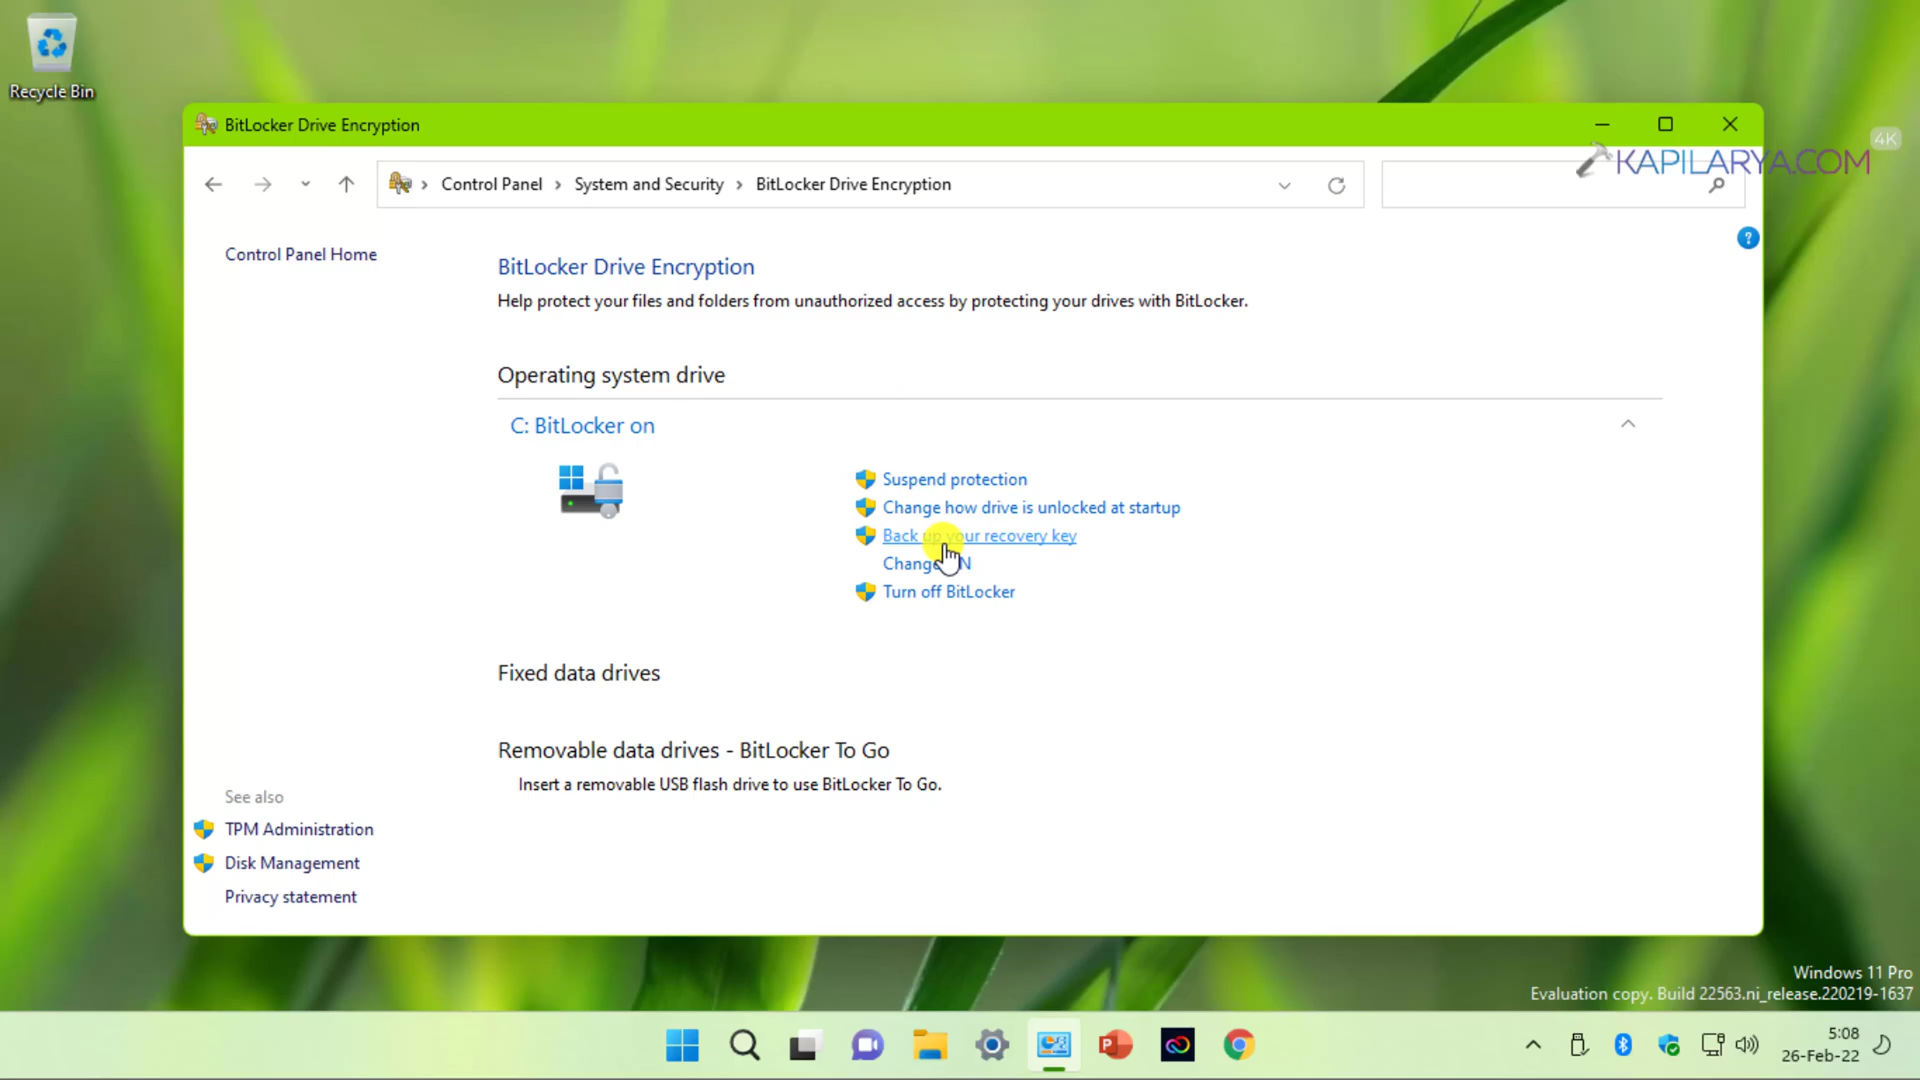 Recycle Bin
BitLocker Drive Encryption
4K
KAPILARYA.COM
Control Panel > System and Security > BitLocker Drive Encryption
?
Control Panel Home
BitLocker Drive Encryption
Help protect your files and folders from unauthorized access by protecting your drives with BitLocker.
Operating system drive
C: BitLocker on
Suspend protection
Change how drive is unlocked at startup
Back up your recovery key
Change
Turn off BitLocker
Fixed data drives
Removable data drives - BitLocker To Go
Insert a removable USB flash drive to use BitLocker To Go.
See also
TPM Administration
Disk Management
Privacy statement
Windows 11 Pro
Evaluation copy. Build 22563.ni_release.220219-1637
P
5:08
26-Feb-22